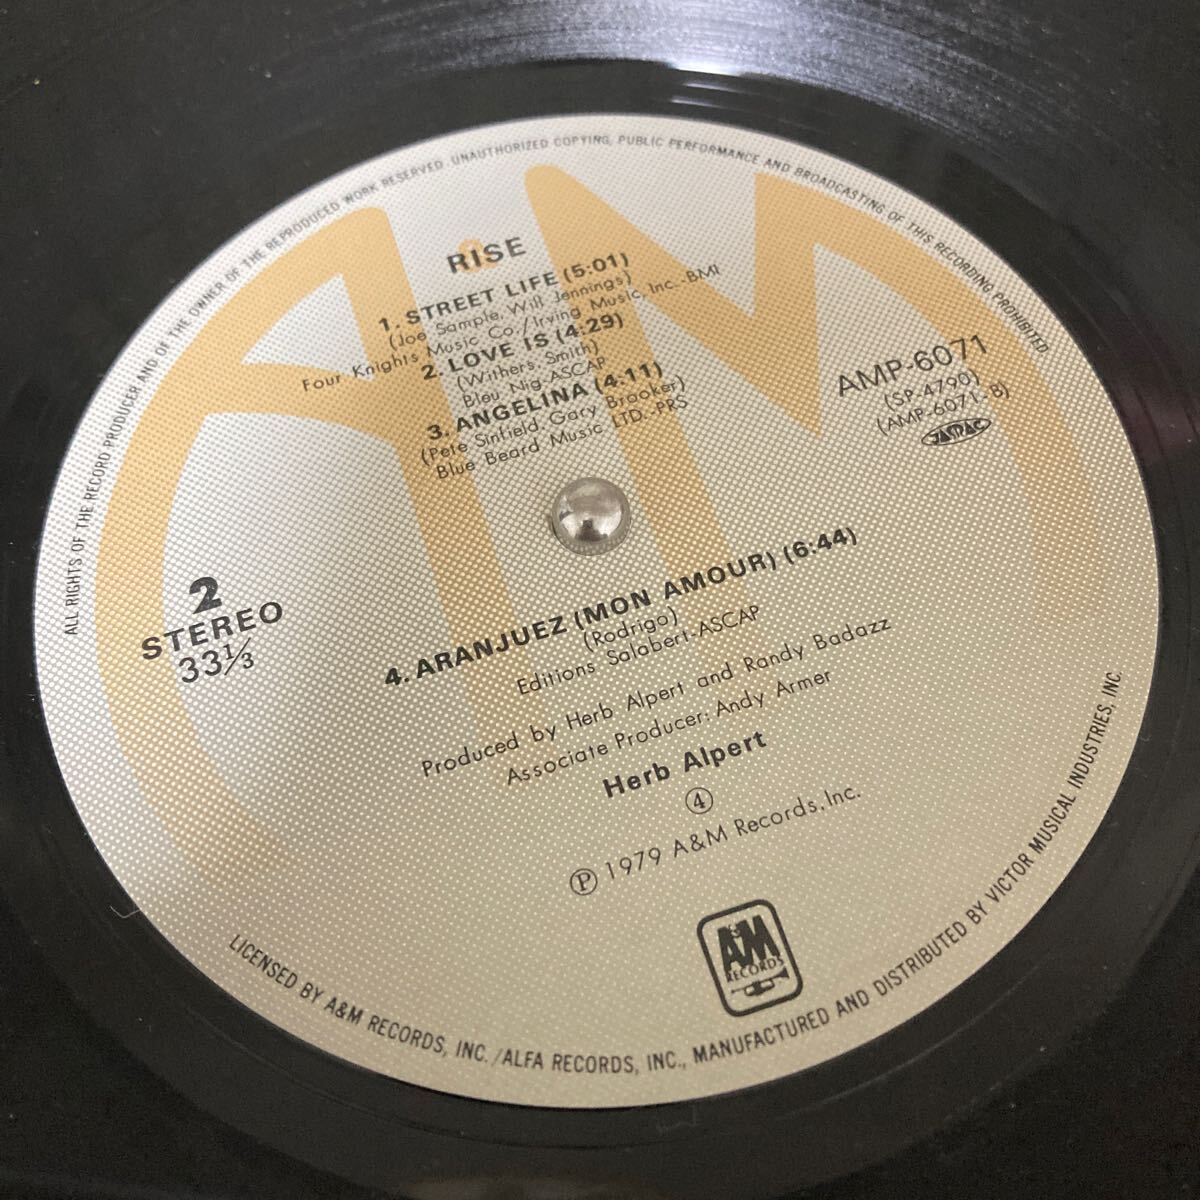 ALL RIGHTS OF THE RECORD PRODUCER AND OF THE OWNER OF THE REPRODUCED WORK RESERVED. UNAUTHORIZED COPYING, PUBLIC PERFORMANCE AND BROADCASTING OF THIS RECORDING PROHIBITED
RISE
1. STREET LIFE (5:01)
(Joe Sample, Will Jennings)
Four Knights Music Co./Irving Music, Inc.-BMI
2. LOVE IS (4:29)
(Withers, Smith)
Bleu Nig-ASCAP
3. ANGELINA (4:11)
(Pete Sinfield Gary Brooker)
Blue Beard Music LTD.-PRS
AMP-6071
(SP-4790)
(AMP-6071-B)
JASRAC
2
STEREO
33⅓
4. ARANJUEZ (MON AMOUR) (6:44)
(Rodrigo)
Editions Salabert-ASCAP
Produced by Herb Alpert and Randy Badazz
Associate Producer: Andy Armer
Herb Alpert
④
℗ 1979 A&M Records, Inc.
A&M
RECORDS
LICENSED BY A&M RECORDS, INC./ALFA RECORDS, INC., MANUFACTURED AND DISTRIBUTED BY VICTOR MUSICAL INDUSTRIES, INC.